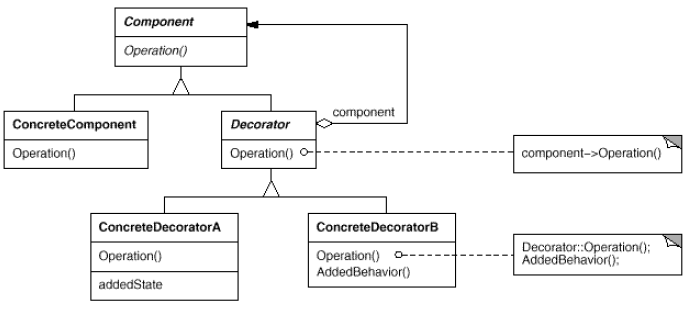 Component
Operation()
component
ConcreteComponent
Operation()
Decorator
Operation()
component->Operation()
ConcreteDecoratorA
Operation()
addedState
ConcreteDecoratorB
Operation()
AddedBehavior()
Decorator::Operation();
AddedBehavior();